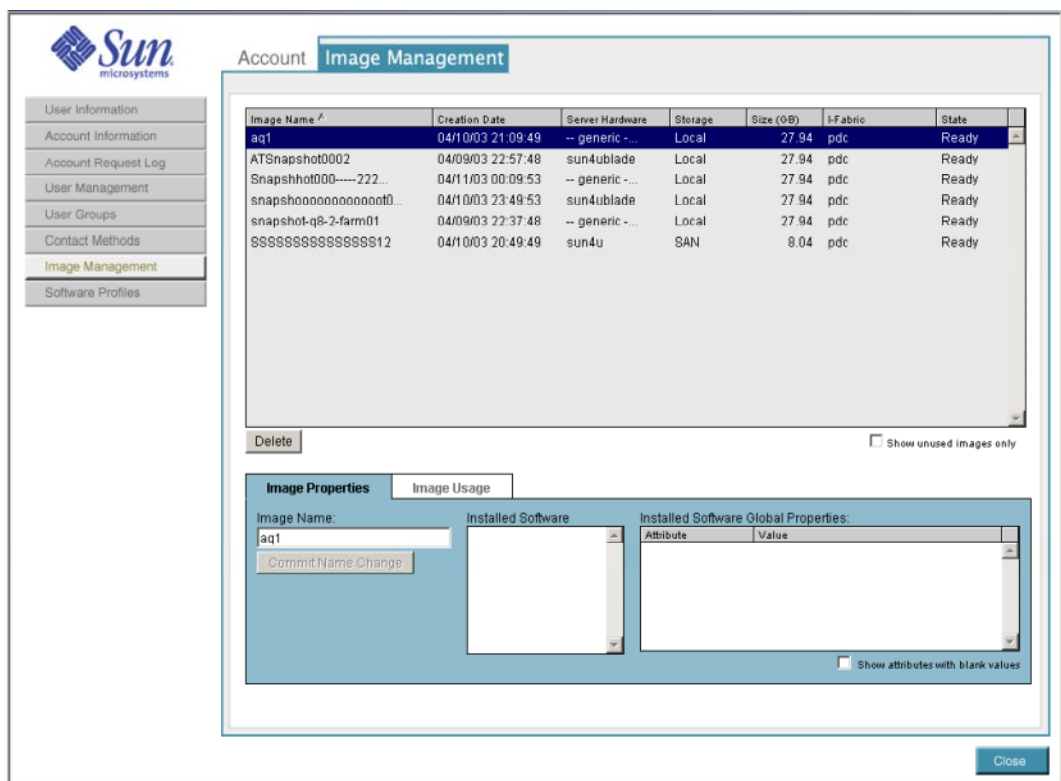 Sun
microsystems
Account Image Management
User Information
Account Information
Account Request Log
User Management
User Groups
Contact Methods
Image Management
Software Profiles
Image Name Creation Date Server Hardware Storage Size (GB) I-Fabric State
aq1 04/10/03 21:09:49 -- generic -... Local 27.94 pdc Ready
ATSnapshot0002 04/09/03 22:57:48 sun4ublade Local 27.94 pdc Ready
Snapshhot000-----222... 04/11/03 00:09:53 -- generic -... Local 27.94 pdc Ready
snapshoooooooooooot0... 04/10/03 23:49:53 sun4ublade Local 27.94 pdc Ready
snapshot-q8-2-farm01 04/09/03 22:37:48 -- generic -... Local 27.94 pdc Ready
SSSSSSSSSSSSSSS12 04/10/03 20:49:49 sun4u SAN 8.04 pdc Ready
Delete
Show unused images only
Image Properties Image Usage
Image Name: Installed Software Installed Software Global Properties:
aq1 Attribute Value
Commit Name Change
Show attributes with blank values
Close